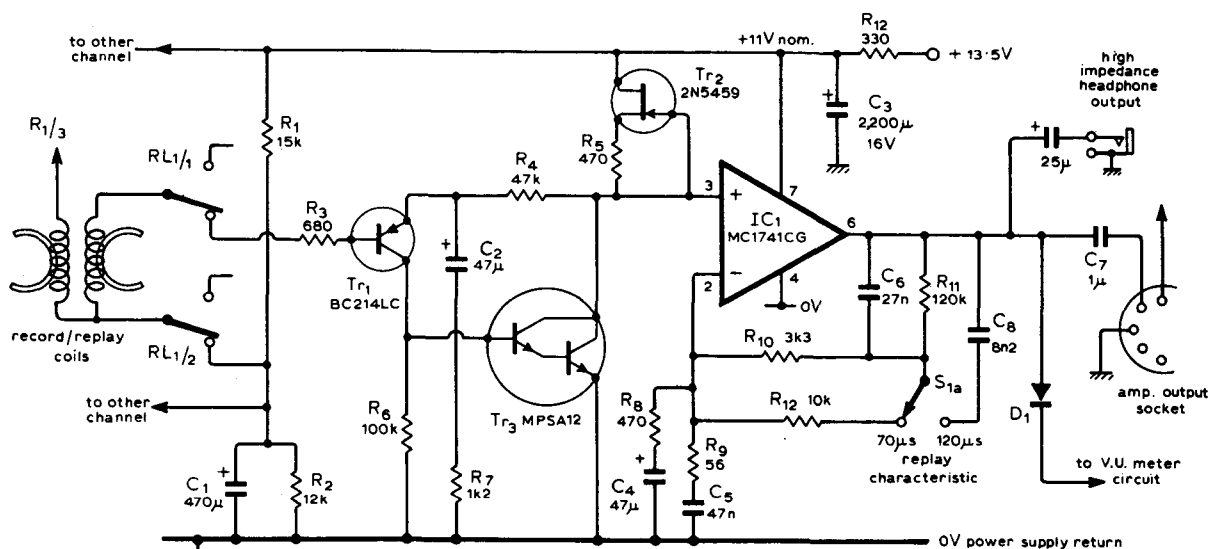 to other
channel
R1/3
RL1/1
R1
15k
Tr2
2N5459
+11V nom.
R12
330
+ 13·5V
high
impedance
headphone
output
+
C3
2,200μ
16V
+
25μ
R5
470
R4
47k
R3
680
Tr1
BC214LC
+
C2
47μ
3
+
7
IC1
MC1741CG
6
4
0V
2
−
C6
27n
R11
120k
C7
1μ
C8
8n2
record/replay
coils
RL1/2
to other
channel
Tr3 MPSA12
R10 3k3
R6
100k
R7
1k2
R8
470
R12 10k
S1a
70μs
120μs
replay
characteristic
D1
amp. output
socket
+
C1
470μ
R2
12k
+
C4
47μ
R9
56
C5
47n
to V.U. meter
circuit
0V power supply return